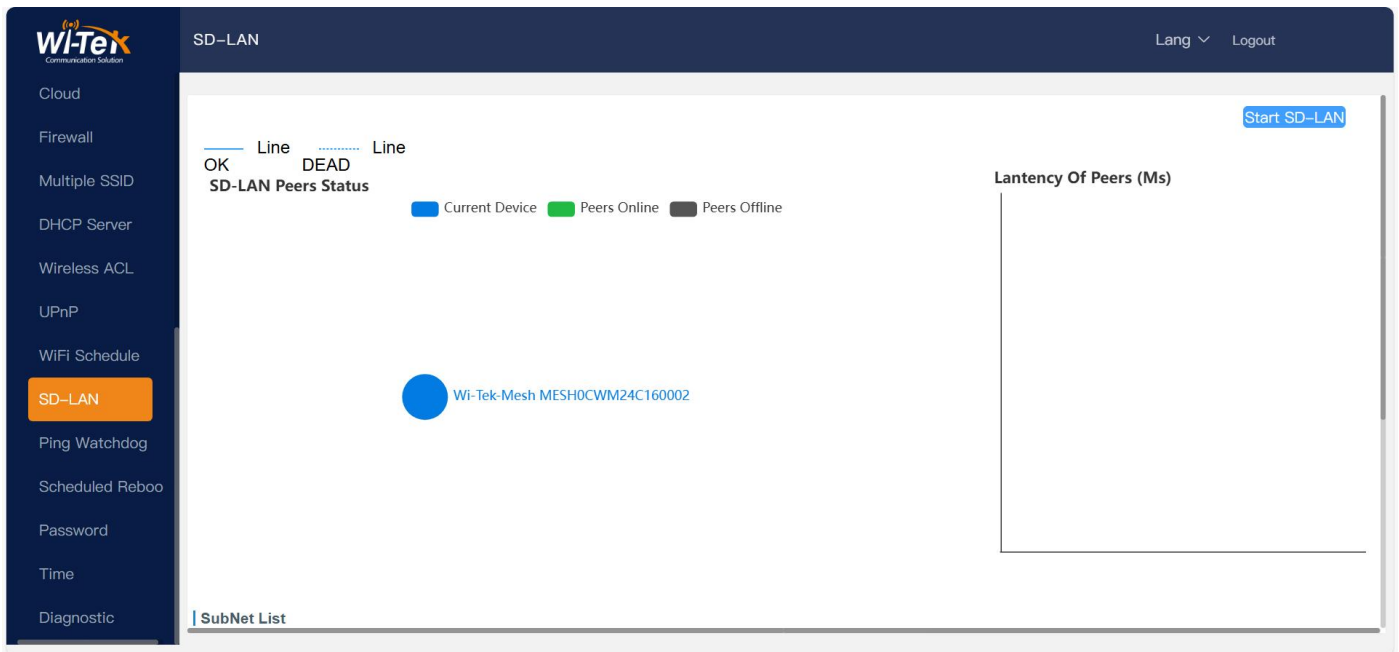 Wi-Tek
Communication Solution
SD-LAN
Lang
Logout
Cloud
Firewall
Multiple SSID
DHCP Server
Wireless ACL
UPnP
WiFi Schedule
SD-LAN
Ping Watchdog
Scheduled Reboo
Password
Time
Diagnostic
Start SD-LAN
Line Line
OK DEAD
SD-LAN Peers Status
Current Device Peers Online Peers Offline
Wi-Tek-Mesh MESH0CWM24C160002
Lantency Of Peers (Ms)
SubNet List